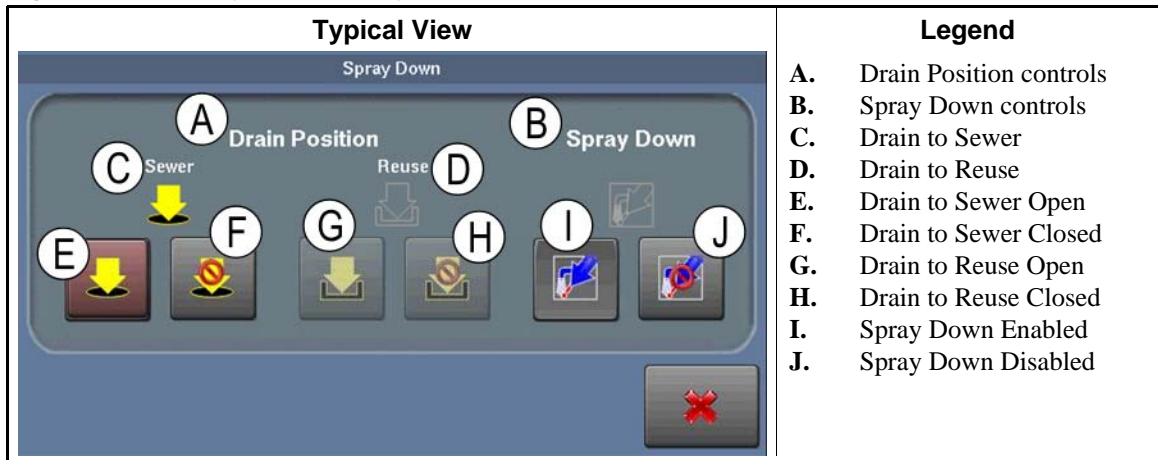 Typical View
Legend
Spray Down
A
Drain Position
B
Spray Down
C
Sewer
Reuse
D
E
F
G
H
I
J
A. Drain Position controls
B. Spray Down controls
C. Drain to Sewer
D. Drain to Reuse
E. Drain to Sewer Open
F. Drain to Sewer Closed
G. Drain to Reuse Open
H. Drain to Reuse Closed
I. Spray Down Enabled
J. Spray Down Disabled